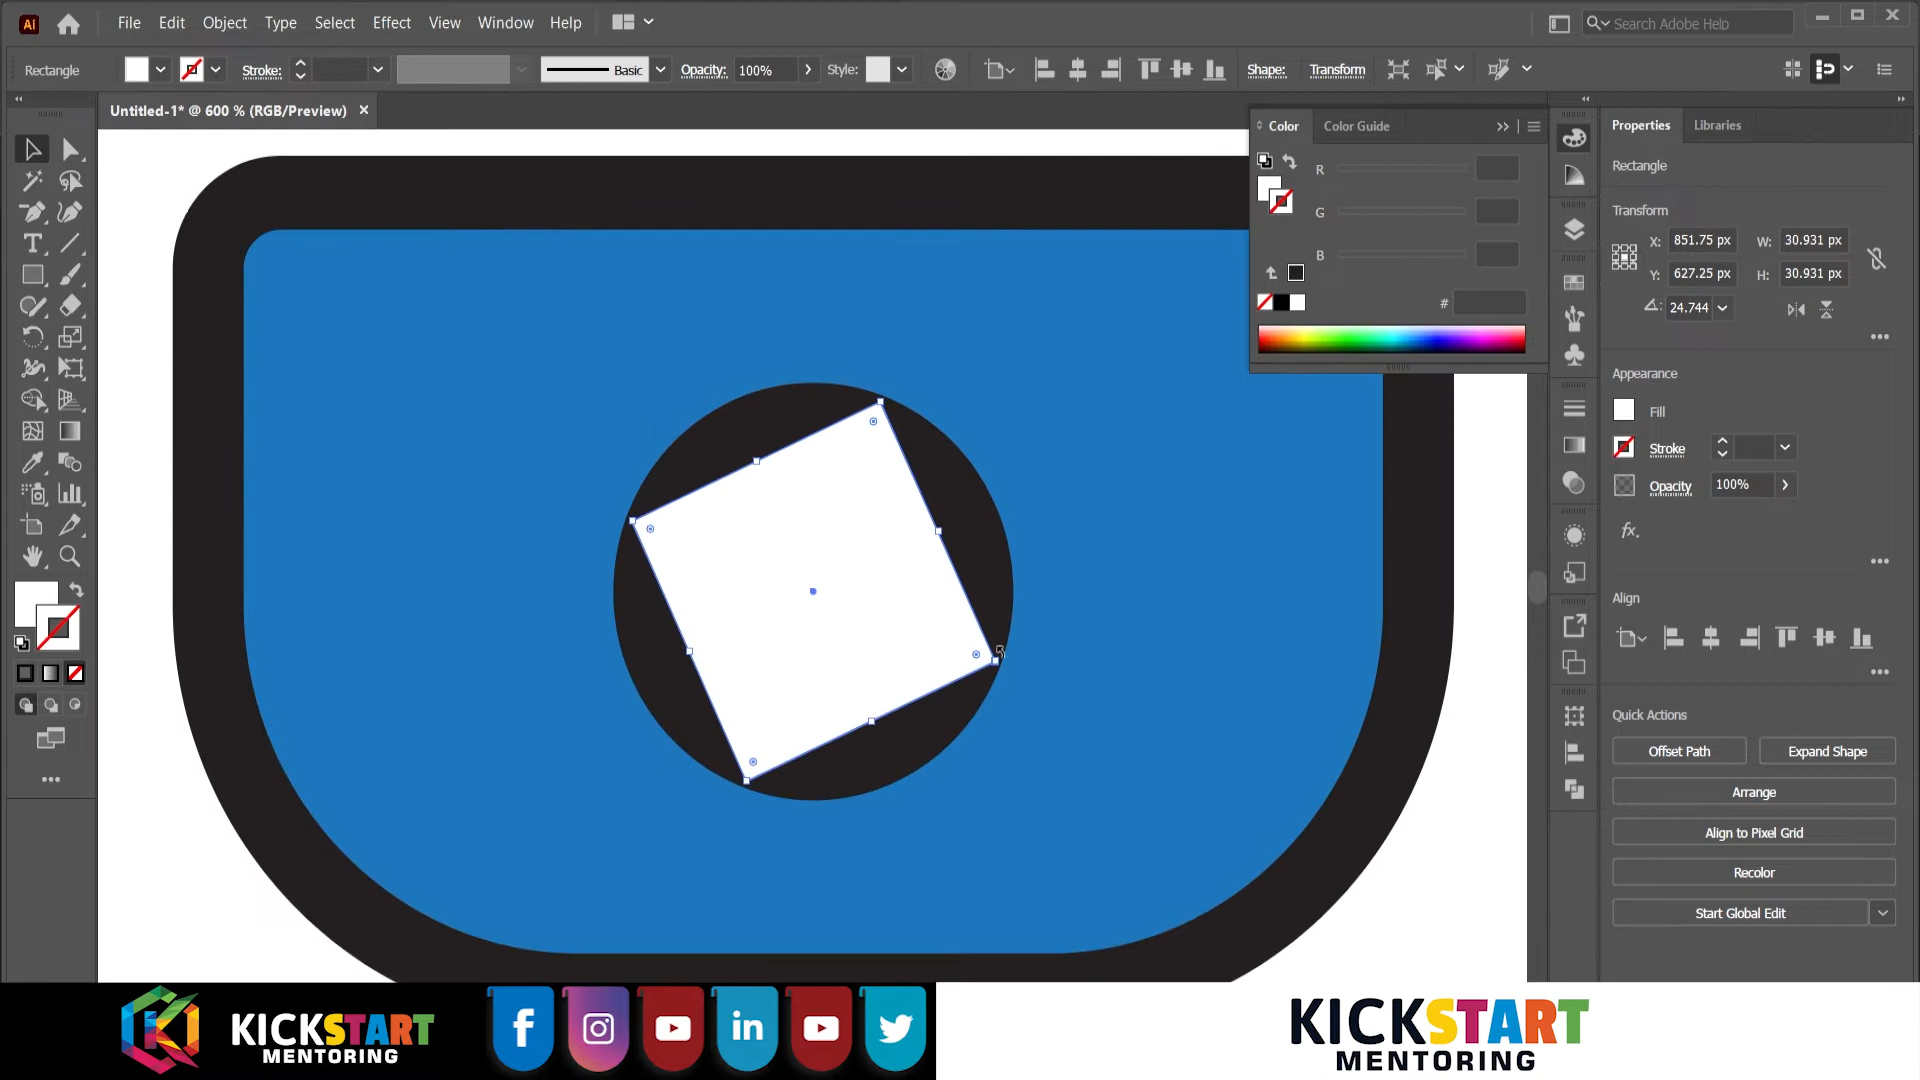 Ai File Edit Object Type Select Effect View Window Help Search Adobe Help
Rectangle Stroke: Basic Opacity: 100% Style: Shape: Transform
Untitled-1* @ 600 % (RGB/Preview) ×
Color Color Guide
R
G
B
#
Properties Libraries
Rectangle
Transform
X: 851.75 px W: 30.931 px
Y: 627.25 px H: 30.931 px
24.744
Appearance
Fill
Stroke
Opacity 100%
fx.
Align
Quick Actions
Offset Path Expand Shape
Arrange
Align to Pixel Grid
Recolor
Start Global Edit
KICKSTART
MENTORING
f in
KICKSTART
MENTORING